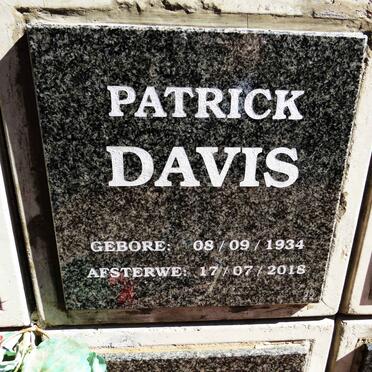 PATRICK
DAVIS
GEBORE: 08 / 09 / 1934
AFSTERWE: 17 / 07 / 2018